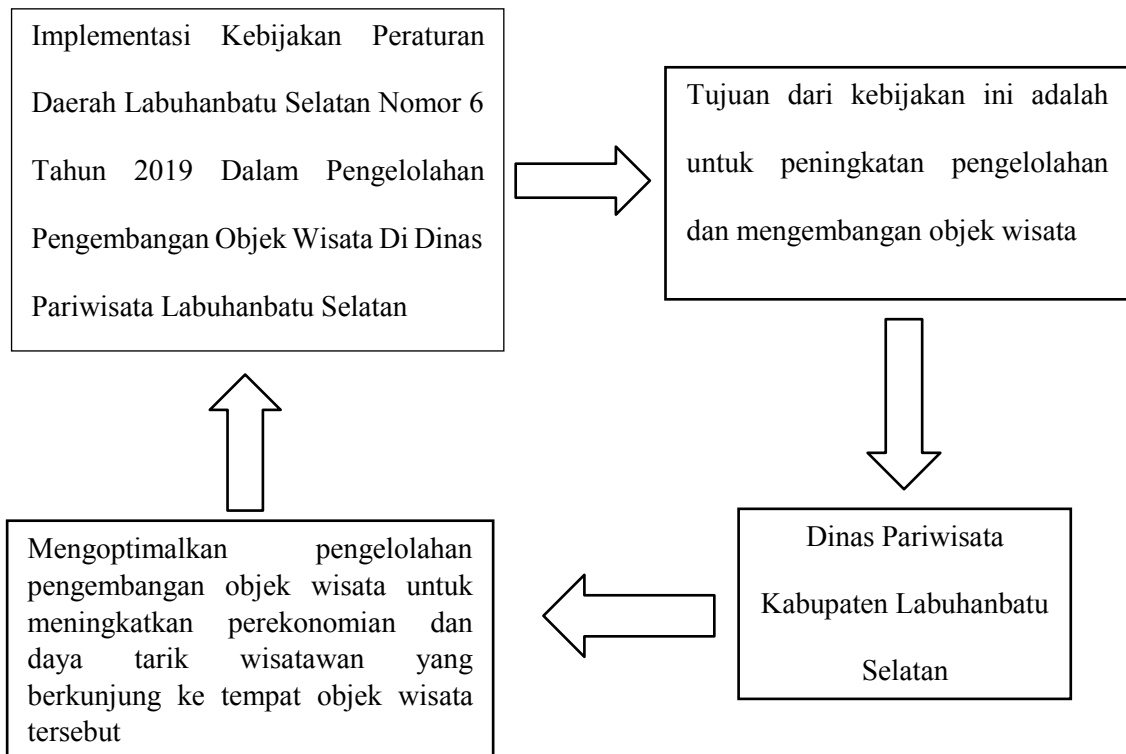 Implementasi Kebijakan Peraturan
Daerah Labuhanbatu Selatan Nomor 6
Tahun 2019 Dalam Pengelolahan
Pengembangan Objek Wisata Di Dinas
Pariwisata Labuhanbatu Selatan
Tujuan dari kebijakan ini adalah
untuk peningkatan pengelolahan
dan mengembangan objek wisata
Dinas Pariwisata
Kabupaten Labuhanbatu
Selatan
Mengoptimalkan pengelolahan
pengembangan objek wisata untuk
meningkatkan perekonomian dan
daya tarik wisatawan yang
berkunjung ke tempat objek wisata
tersebut